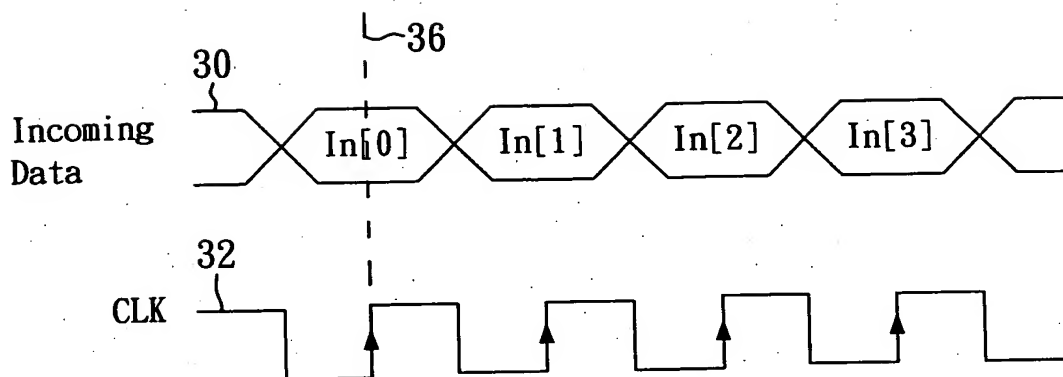 36
30
Incoming
Data
In[0] In[1] In[2] In[3]
32
CLK